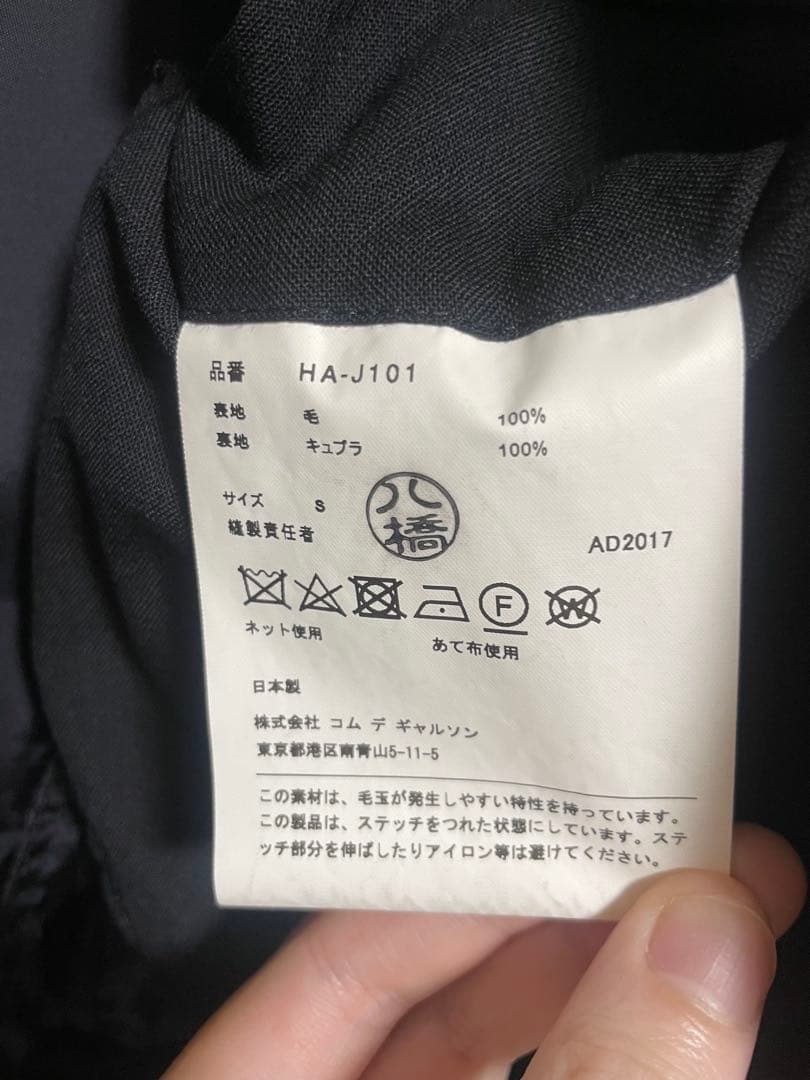 品番 HA-J101
表地 毛 100%
裏地 キュプラ 100%
サイズ S
縫製責任者 八橋
AD2017
F W
ネット使用 あて布使用
日本製
株式会社 コム デ ギャルソン
東京都港区南青山5-11-5
この素材は、毛玉が発生しやすい特性を持っています。
この製品は、ステッチをつれた状態にしています。ステ
ッチ部分を伸ばしたりアイロン等は避けてください。